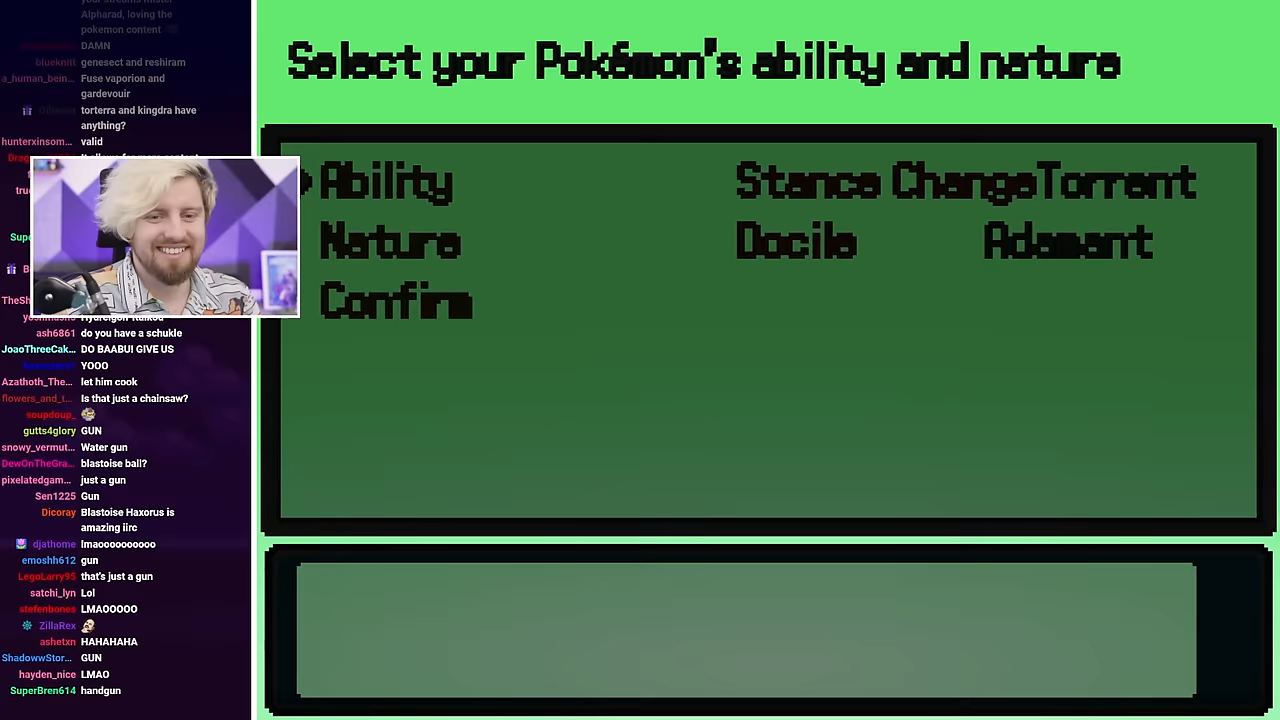 Alpharad, loving the
pokemon content
DAMN
blueknitt genesect and reshiram
a_human_bein... Fuse vaporion and
gardevouir
torterra and kingdra have
anything?
hunterxinsom... valid
ash6861 do you have a schukle
JoaoThreeCak... DO BAABUI GIVE US
YOOO
Azathoth_The... let him cook
flowers_and_t... Is that just a chainsaw?
soupdoup_
gutts4glory GUN
snowy_vermut... Water gun
DewOnTheGra... blastoise ball?
pixelatedgam... just a gun
Sen1225 Gun
Dicoray Blastoise Haxorus is
amazing iirc
djathome lmaoooooooooo
emoshh612 gun
LegoLarry95 that's just a gun
satchi_lyn Lol
stefenbones LMAOOOOO
ZillaRex
ashetxn HAHAHAHA
ShadowwStor... GUN
hayden_nice LMAO
SuperBren614 handgun
Select your Pokémon's ability and nature
Ability Stance Change Torrent
Nature Docile Adamant
Confirm